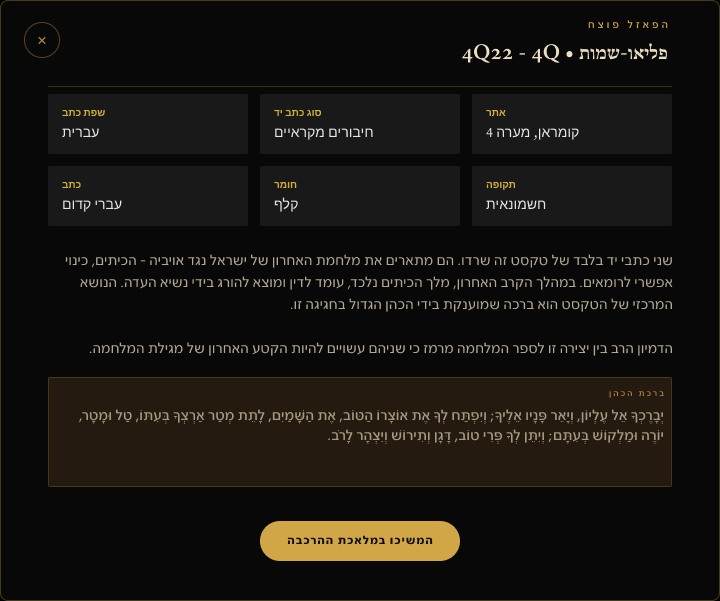 הפאזל פוצח
פליאו-שמות • 4Q22 - 4Q
✕
אתר
קומראן, מערה 4
סוג כתב יד
חיבורים מקראיים
שפת כתב
עברית
תקופה
חשמונאית
חומר
קלף
כתב
עברי קדום
שני כתבי יד בלבד של טקסט זה שרדו. הם מתארים את מלחמת האחרון של ישראל נגד אויביה - הכיתים, כינוי
אפשרי לרומאים. במהלך הקרב האחרון, מלך הכיתים נלכד, עומד לדין ומוצא להורג בידי נשיא העדה. הנושא
המרכזי של הטקסט הוא ברכה שמוענקת בידי הכהן הגדול בחגיגה זו.
הדמיון הרב בין יצירה זו לספר המלחמה מרמז כי שניהם עשויים להיות הקטע האחרון של מגילת המלחמה.
ברכת הכהן
יְבָרֶכְךָ אֵל עֶלְיוֹן, וְיָאֵר פָּנָיו אֵלֶיךָ; וְיִפְתַּח לְךָ אֶת אוֹצָרוֹ הַטּוֹב, אֶת הַשָּׁמַיִם, לָתֵת מְטַר אַרְצְךָ בְּעִתּוֹ, טַל וּמָטָר,
יוֹרֶה וּמַלְקוֹשׁ בְּעִתָּם; וְיִתֵּן לְךָ פְּרִי טוֹב, דָּגָן וְתִירוֹשׁ וְיִצְהָר לָרֹב.
המשיכו במלאכת ההרכבה